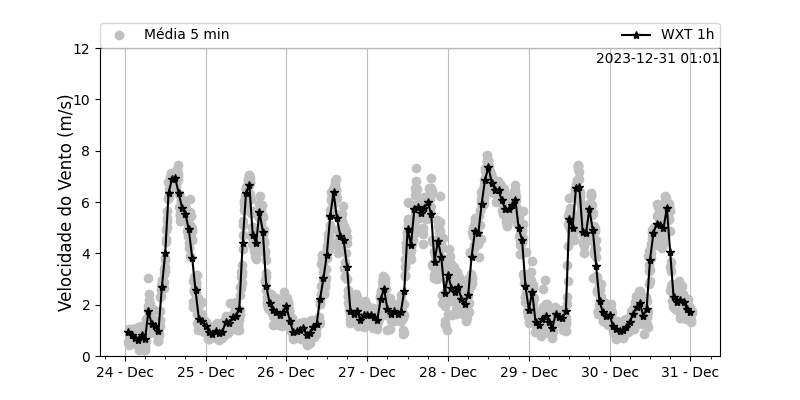 Média 5 min
WXT 1h
2023-12-31 01:01
Velocidade do Vento (m/s)
12
10
8
6
4
2
0
24 - Dec
25 - Dec
26 - Dec
27 - Dec
28 - Dec
29 - Dec
30 - Dec
31 - Dec